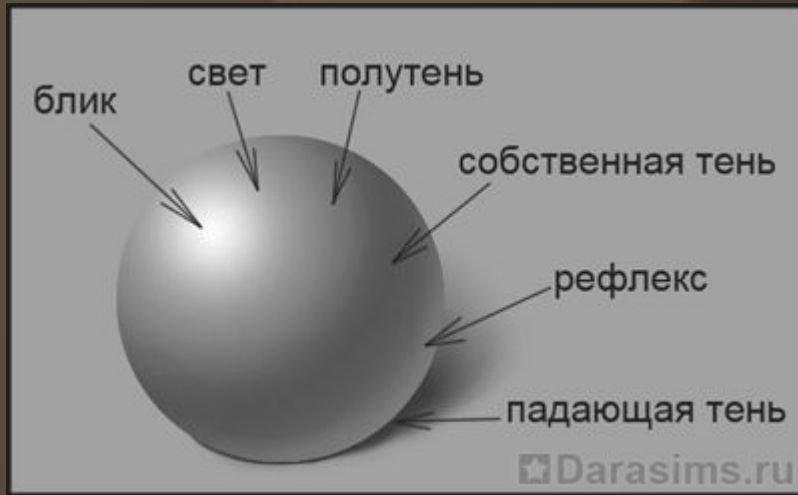 свет
полутень
блик
собственная тень
рефлекс
падающая тень
Darasims.ru